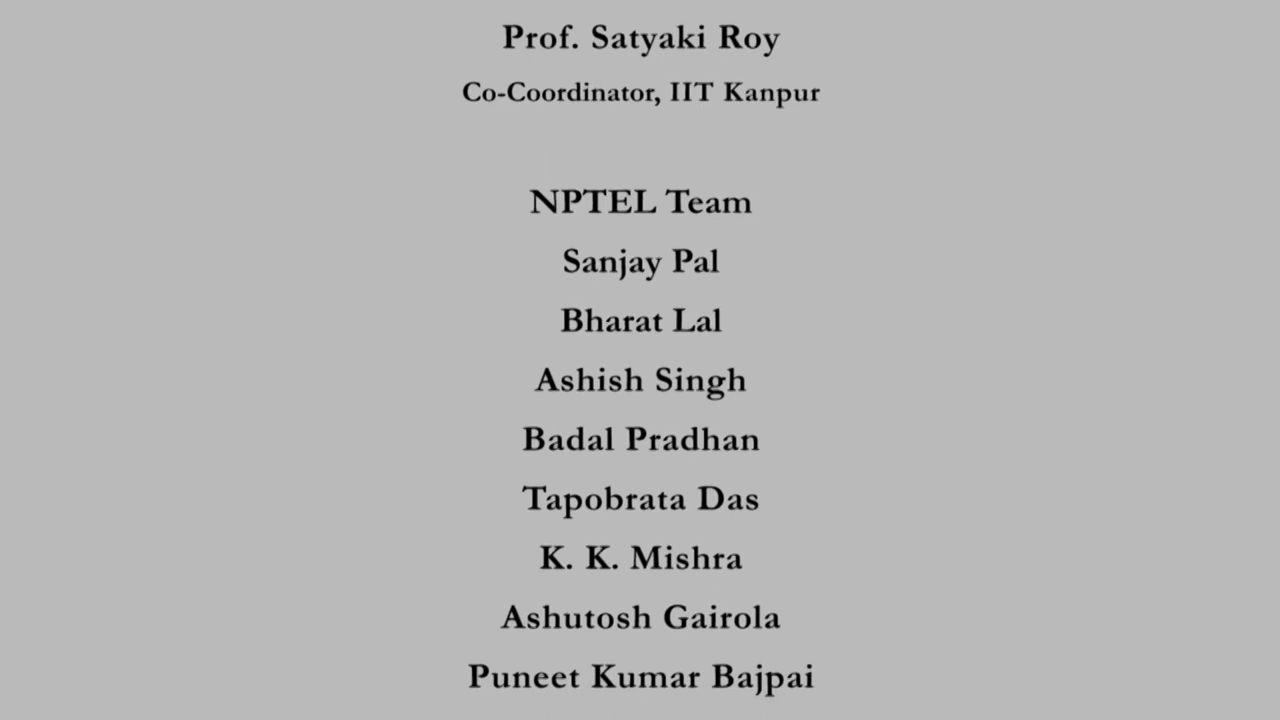 Prof. Satyaki Roy
Co-Coordinator, IIT Kanpur
NPTEL Team
Sanjay Pal
Bharat Lal
Ashish Singh
Badal Pradhan
Tapobrata Das
K. K. Mishra
Ashutosh Gairola
Puneet Kumar Bajpai